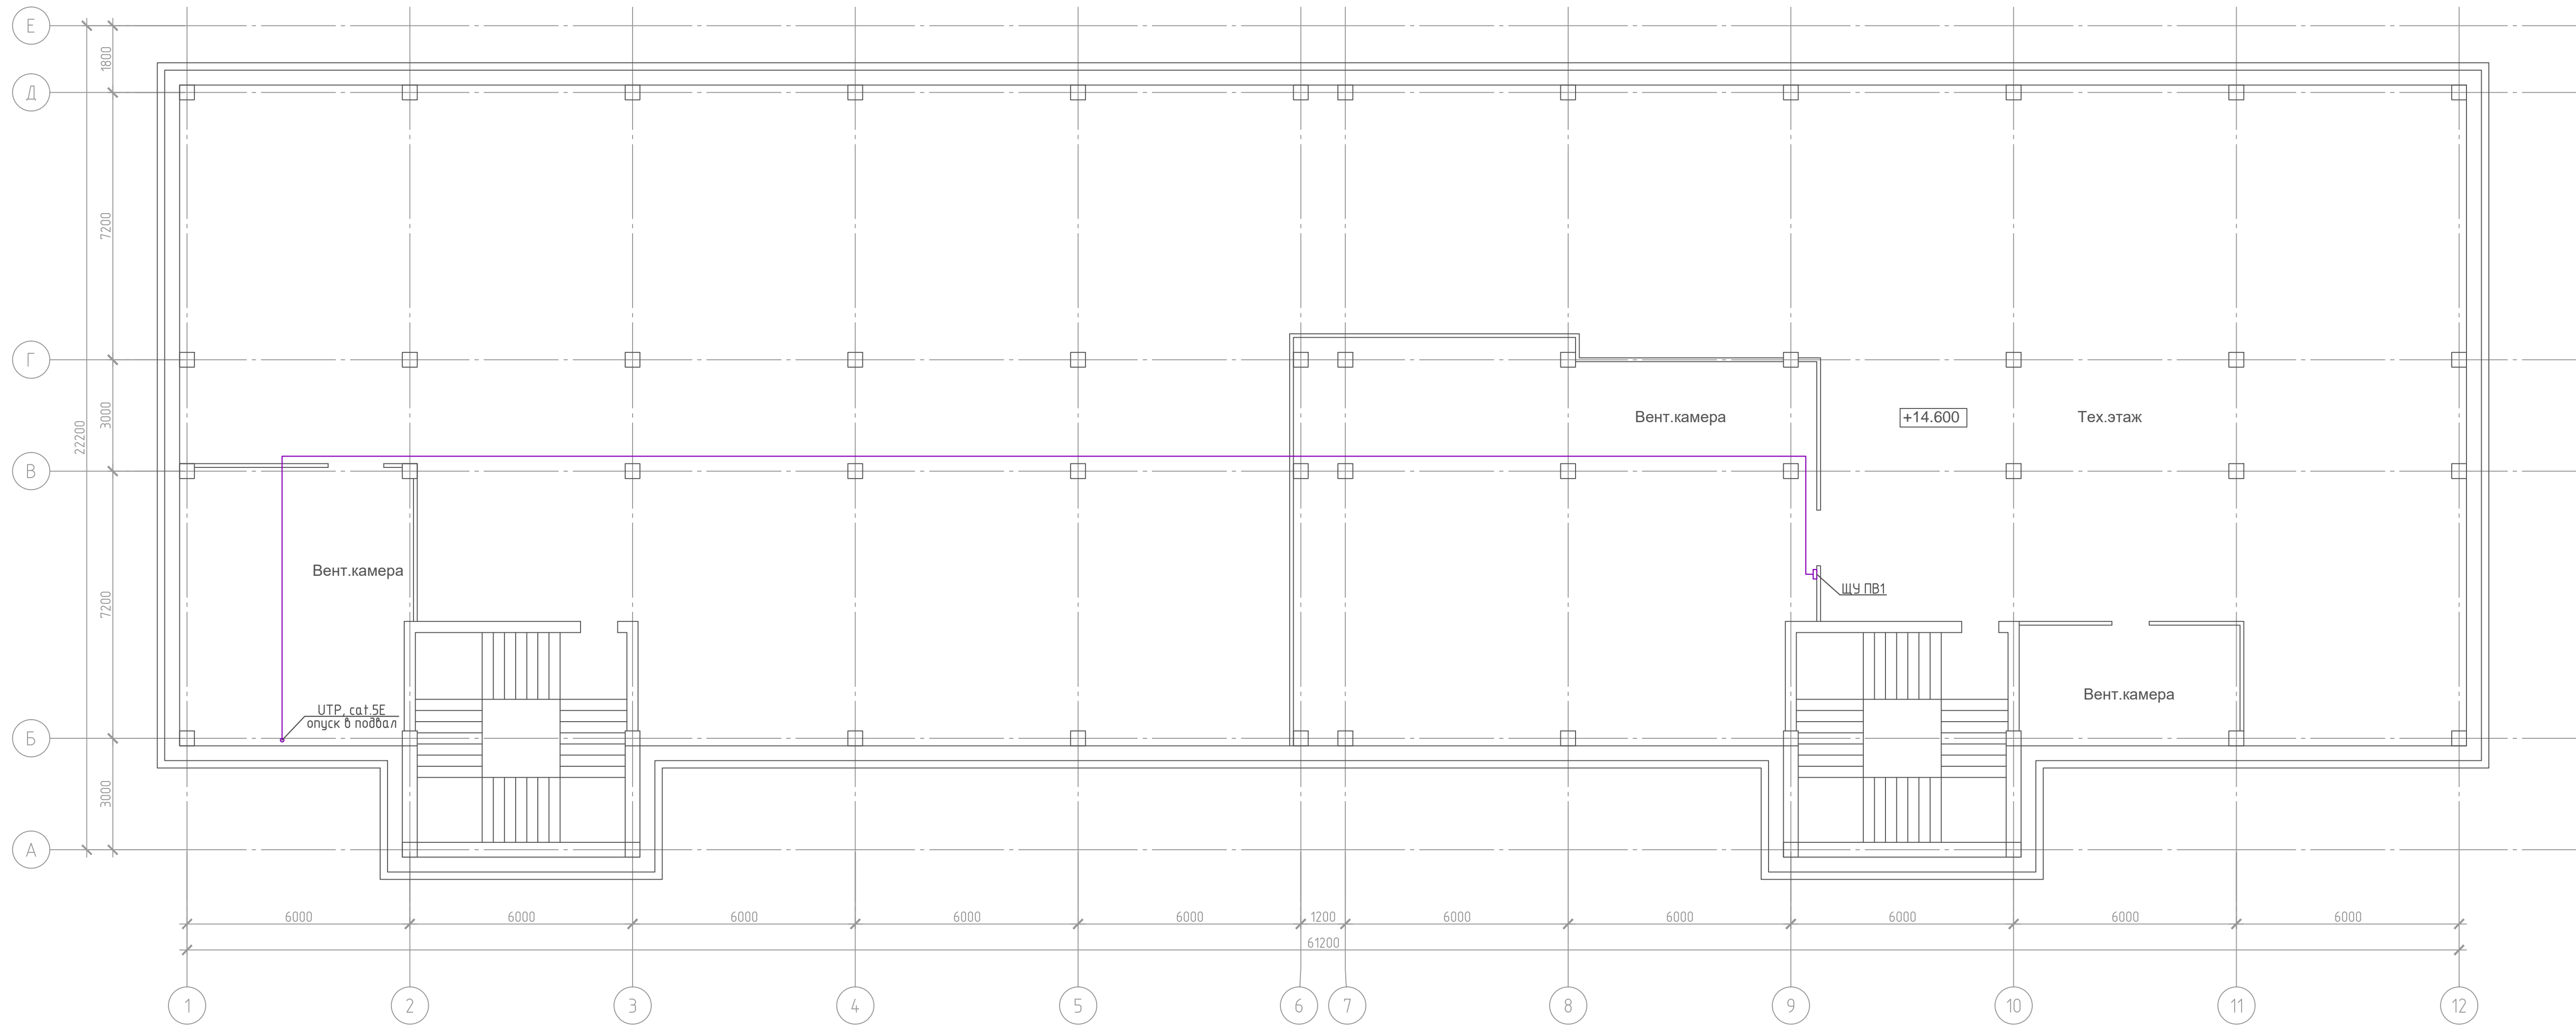 Е
1800
Д
7200
Г
3000
Вент.камера
+14.600
Тех.этаж
22200
В
Вент.камера
7200
ЩУ ПВ1
Вент.камера
UTP, cat.5E
опуск в подвал
Б
3000
А
6000
6000
6000
6000
6000
1200
6000
6000
6000
6000
6000
61200
1
2
3
4
5
6
7
8
9
10
11
12